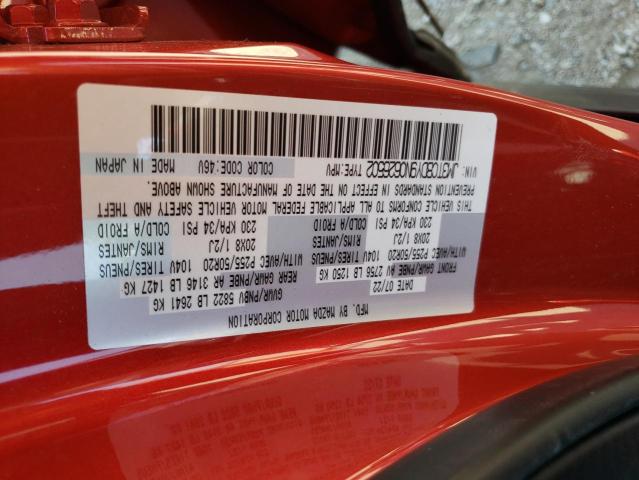 MFD. BY MAZDA MOTOR CORPORATION
DATE: 07/22 GVWR/PNBV 5822 LB 2641 KG
FRONT GAWR/PNBE AV 2756 LB 1250 KG REAR GAWR/PNBE AR 3146 LB 1427 KG
WITH/AVEC P255/50R20 104V TIRES/PNEUS WITH/AVEC P255/50R20 104V TIRES/PNEUS
20X8 1/2J RIMS/JANTES 20X8 1/2J RIMS/JANTES
230 KPA/34 PSI COLD/A FROID 230 KPA/34 PSI COLD/A FROID
THIS VEHICLE CONFORMS TO ALL APPLICABLE FEDERAL MOTOR VEHICLE SAFETY AND THEFT
PREVENTION STANDARDS IN EFFECT ON THE DATE OF MANUFACTURE SHOWN ABOVE.
VIN: JM3TCBDY9N0626502 TYPE:MPV COLOR CODE:46V MADE IN JAPAN